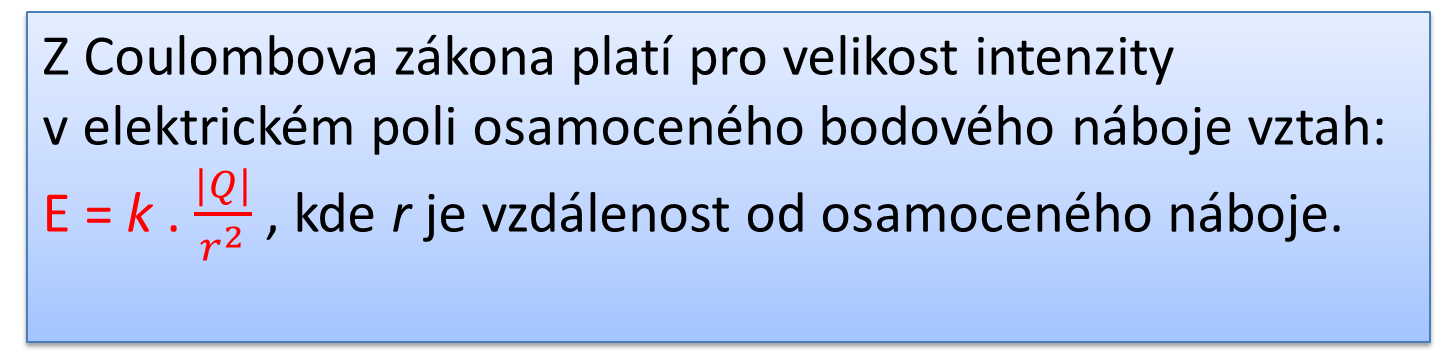 Z Coulombova zákona platí pro velikost intenzity
v elektrickém poli osamoceného bodového náboje vztah:
E = k . |Q|/r² , kde r je vzdálenost od osamoceného náboje.